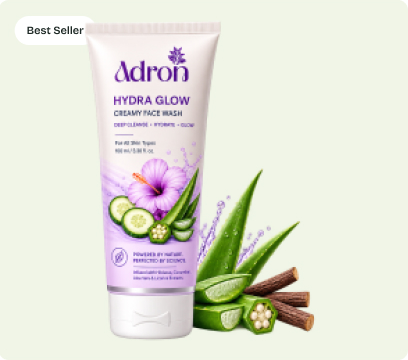 Best Seller
Adron
HYDRA GLOW
CREAMY FACE WASH
DEEP CLEANSE • HYDRATE • GLOW
For All Skin Types
POWERED BY NATURE
PERFECTED BY SCIENCE